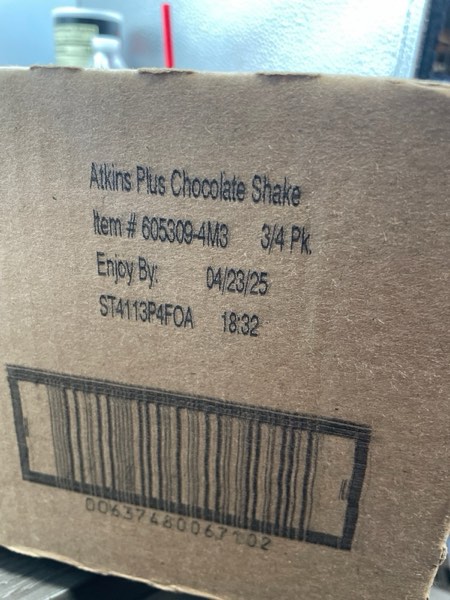 Atkins Plus Chocolate Shake
Item # 605309-4M3 3/4 Pk.
Enjoy By: 04/23/25
ST4113P4FOA 18:32
00637480067102